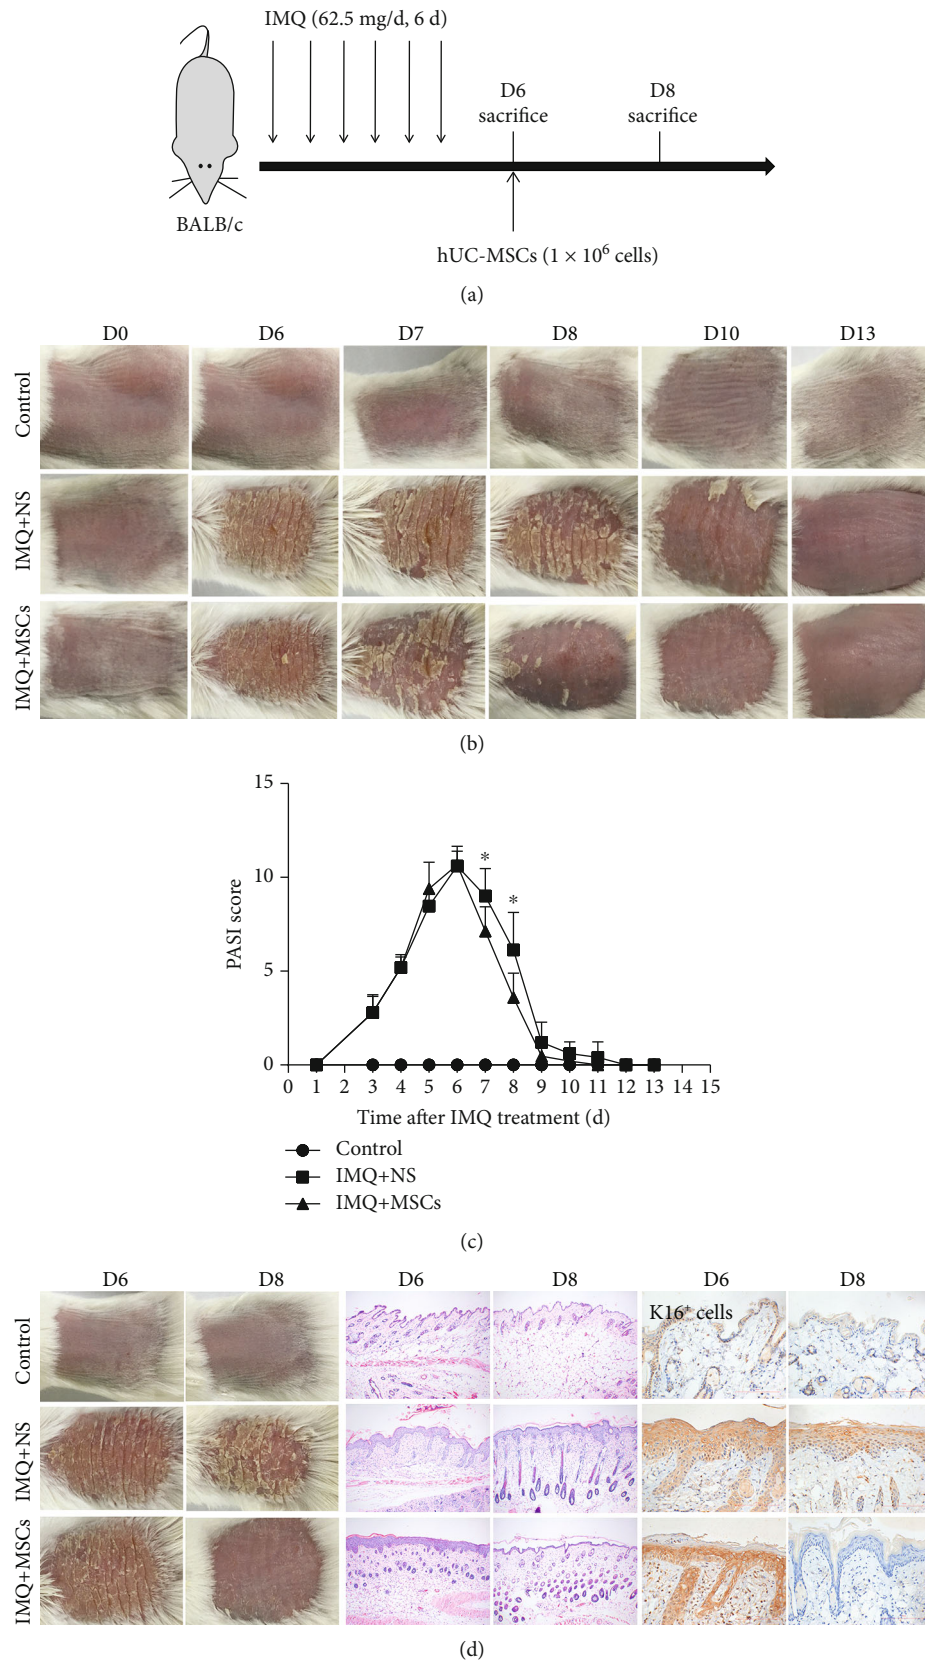 IMQ (62.5 mg/d, 6 d)
D6
sacrifice
D8
sacrifice
BALB/c
hUC-MSCs (1 × 10⁶ cells)
(a)
D0 D6 D7 D8 D10 D13
Control
IMQ+NS
IMQ+MSCs
(b)
15
10
5
0
PASI score
*
*
0 1 2 3 4 5 6 7 8 9 10 11 12 13 14 15
Time after IMQ treatment (d)
Control
IMQ+NS
IMQ+MSCs
(c)
D6 D8 D6 D8 D6 D8
K16⁺ cells
Control
IMQ+NS
IMQ+MSCs
(d)